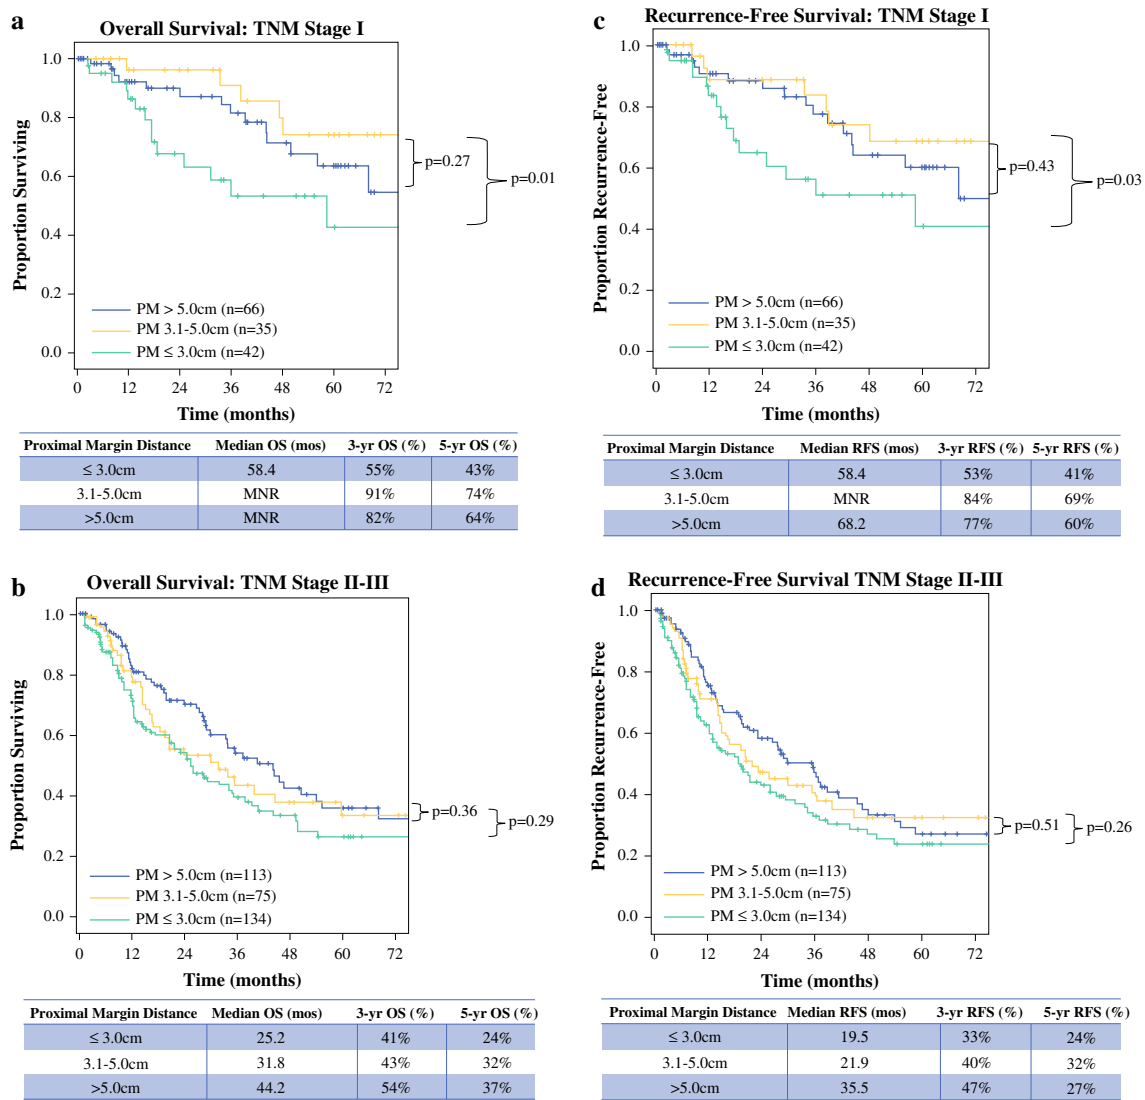 a
Overall Survival: TNM Stage I
Proportion Surviving
1.0
0.8
0.6
0.4
0.2
0.0
p=0.27
p=0.01
PM > 5.0cm (n=66)
PM 3.1-5.0cm (n=35)
PM ≤ 3.0cm (n=42)
0 12 24 36 48 60 72
Time (months)
Proximal Margin Distance Median OS (mos) 3-yr OS (%) 5-yr OS (%)
≤ 3.0cm 58.4 55% 43%
3.1-5.0cm MNR 91% 74%
>5.0cm MNR 82% 64%
c
Recurrence-Free Survival: TNM Stage I
Proportion Recurrence-Free
1.0
0.8
0.6
0.4
0.2
0.0
p=0.43
p=0.03
PM > 5.0cm (n=66)
PM 3.1-5.0cm (n=35)
PM ≤ 3.0cm (n=42)
0 12 24 36 48 60 72
Time (months)
Proximal Margin Distance Median RFS (mos) 3-yr RFS (%) 5-yr RFS (%)
≤ 3.0cm 58.4 53% 41%
3.1-5.0cm MNR 84% 69%
>5.0cm 68.2 77% 60%
b
Overall Survival: TNM Stage II-III
Proportion Surviving
1.0
0.8
0.6
0.4
0.2
0.0
p=0.36
p=0.29
PM > 5.0cm (n=113)
PM 3.1-5.0cm (n=75)
PM ≤ 3.0cm (n=134)
0 12 24 36 48 60 72
Time (months)
Proximal Margin Distance Median OS (mos) 3-yr OS (%) 5-yr OS (%)
≤ 3.0cm 25.2 41% 24%
3.1-5.0cm 31.8 43% 32%
>5.0cm 44.2 54% 37%
d
Recurrence-Free Survival TNM Stage II-III
Proportion Recurrence-Free
1.0
0.8
0.6
0.4
0.2
0.0
p=0.51
p=0.26
PM > 5.0cm (n=113)
PM 3.1-5.0cm (n=75)
PM ≤ 3.0cm (n=134)
0 12 24 36 48 60 72
Time (months)
Proximal Margin Distance Median RFS (mos) 3-yr RFS (%) 5-yr RFS (%)
≤ 3.0cm 19.5 33% 24%
3.1-5.0cm 21.9 40% 32%
>5.0cm 35.5 47% 27%